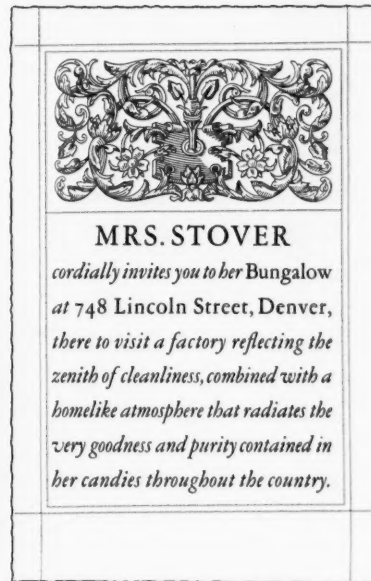 MRS. STOVER
cordially invites you to her Bungalow
at 748 Lincoln Street, Denver,
there to visit a factory reflecting the
zenith of cleanliness, combined with a
homelike atmosphere that radiates the
very goodness and purity contained in
her candies throughout the country.